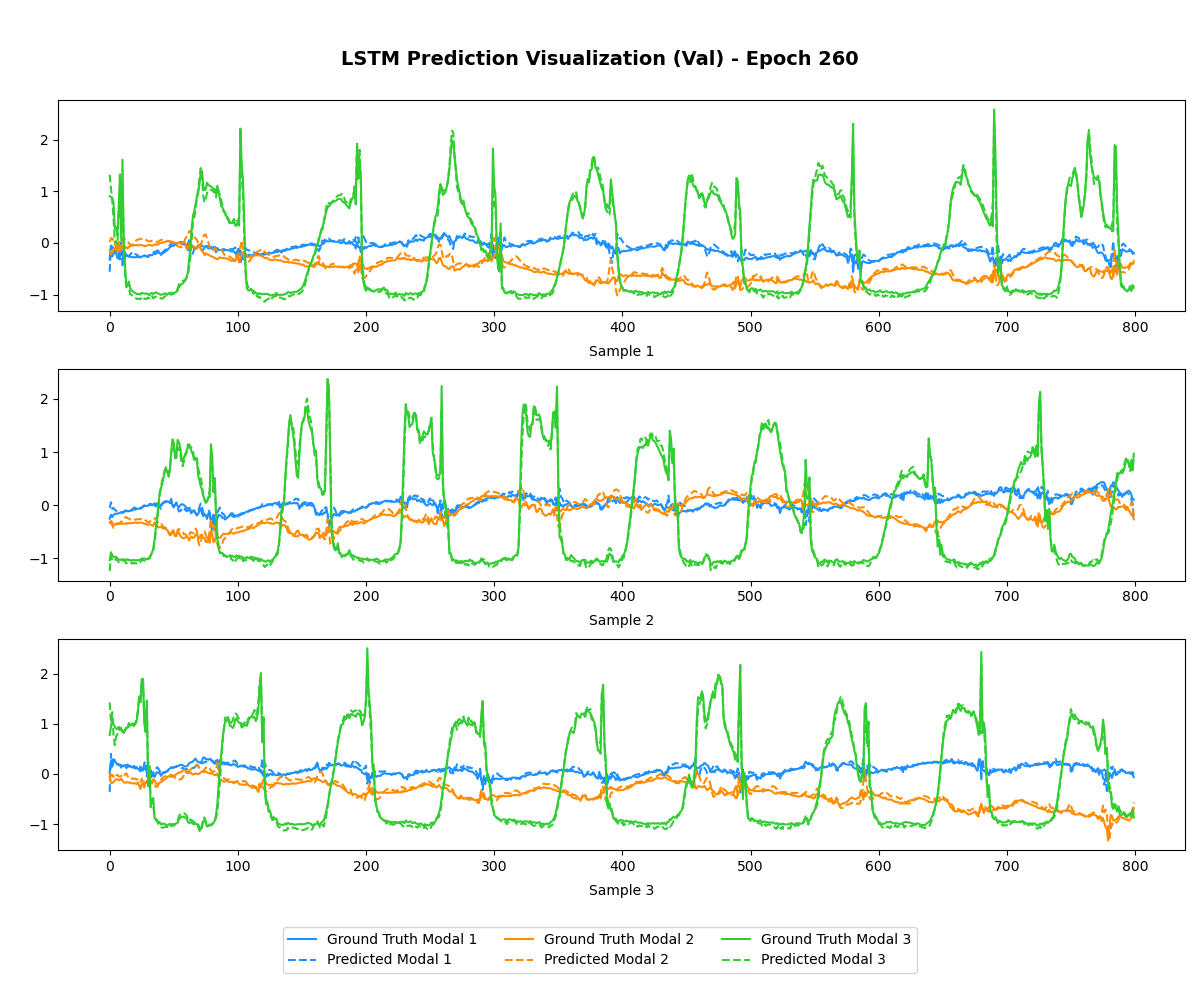 LSTM Prediction Visualization (Val) - Epoch 260
2
1
0
−1
0 100 200 300 400 500 600 700 800
Sample 1
2
1
0
−1
0 100 200 300 400 500 600 700 800
Sample 2
2
1
0
−1
0 100 200 300 400 500 600 700 800
Sample 3
Ground Truth Modal 1 Ground Truth Modal 2 Ground Truth Modal 3
Predicted Modal 1 Predicted Modal 2 Predicted Modal 3